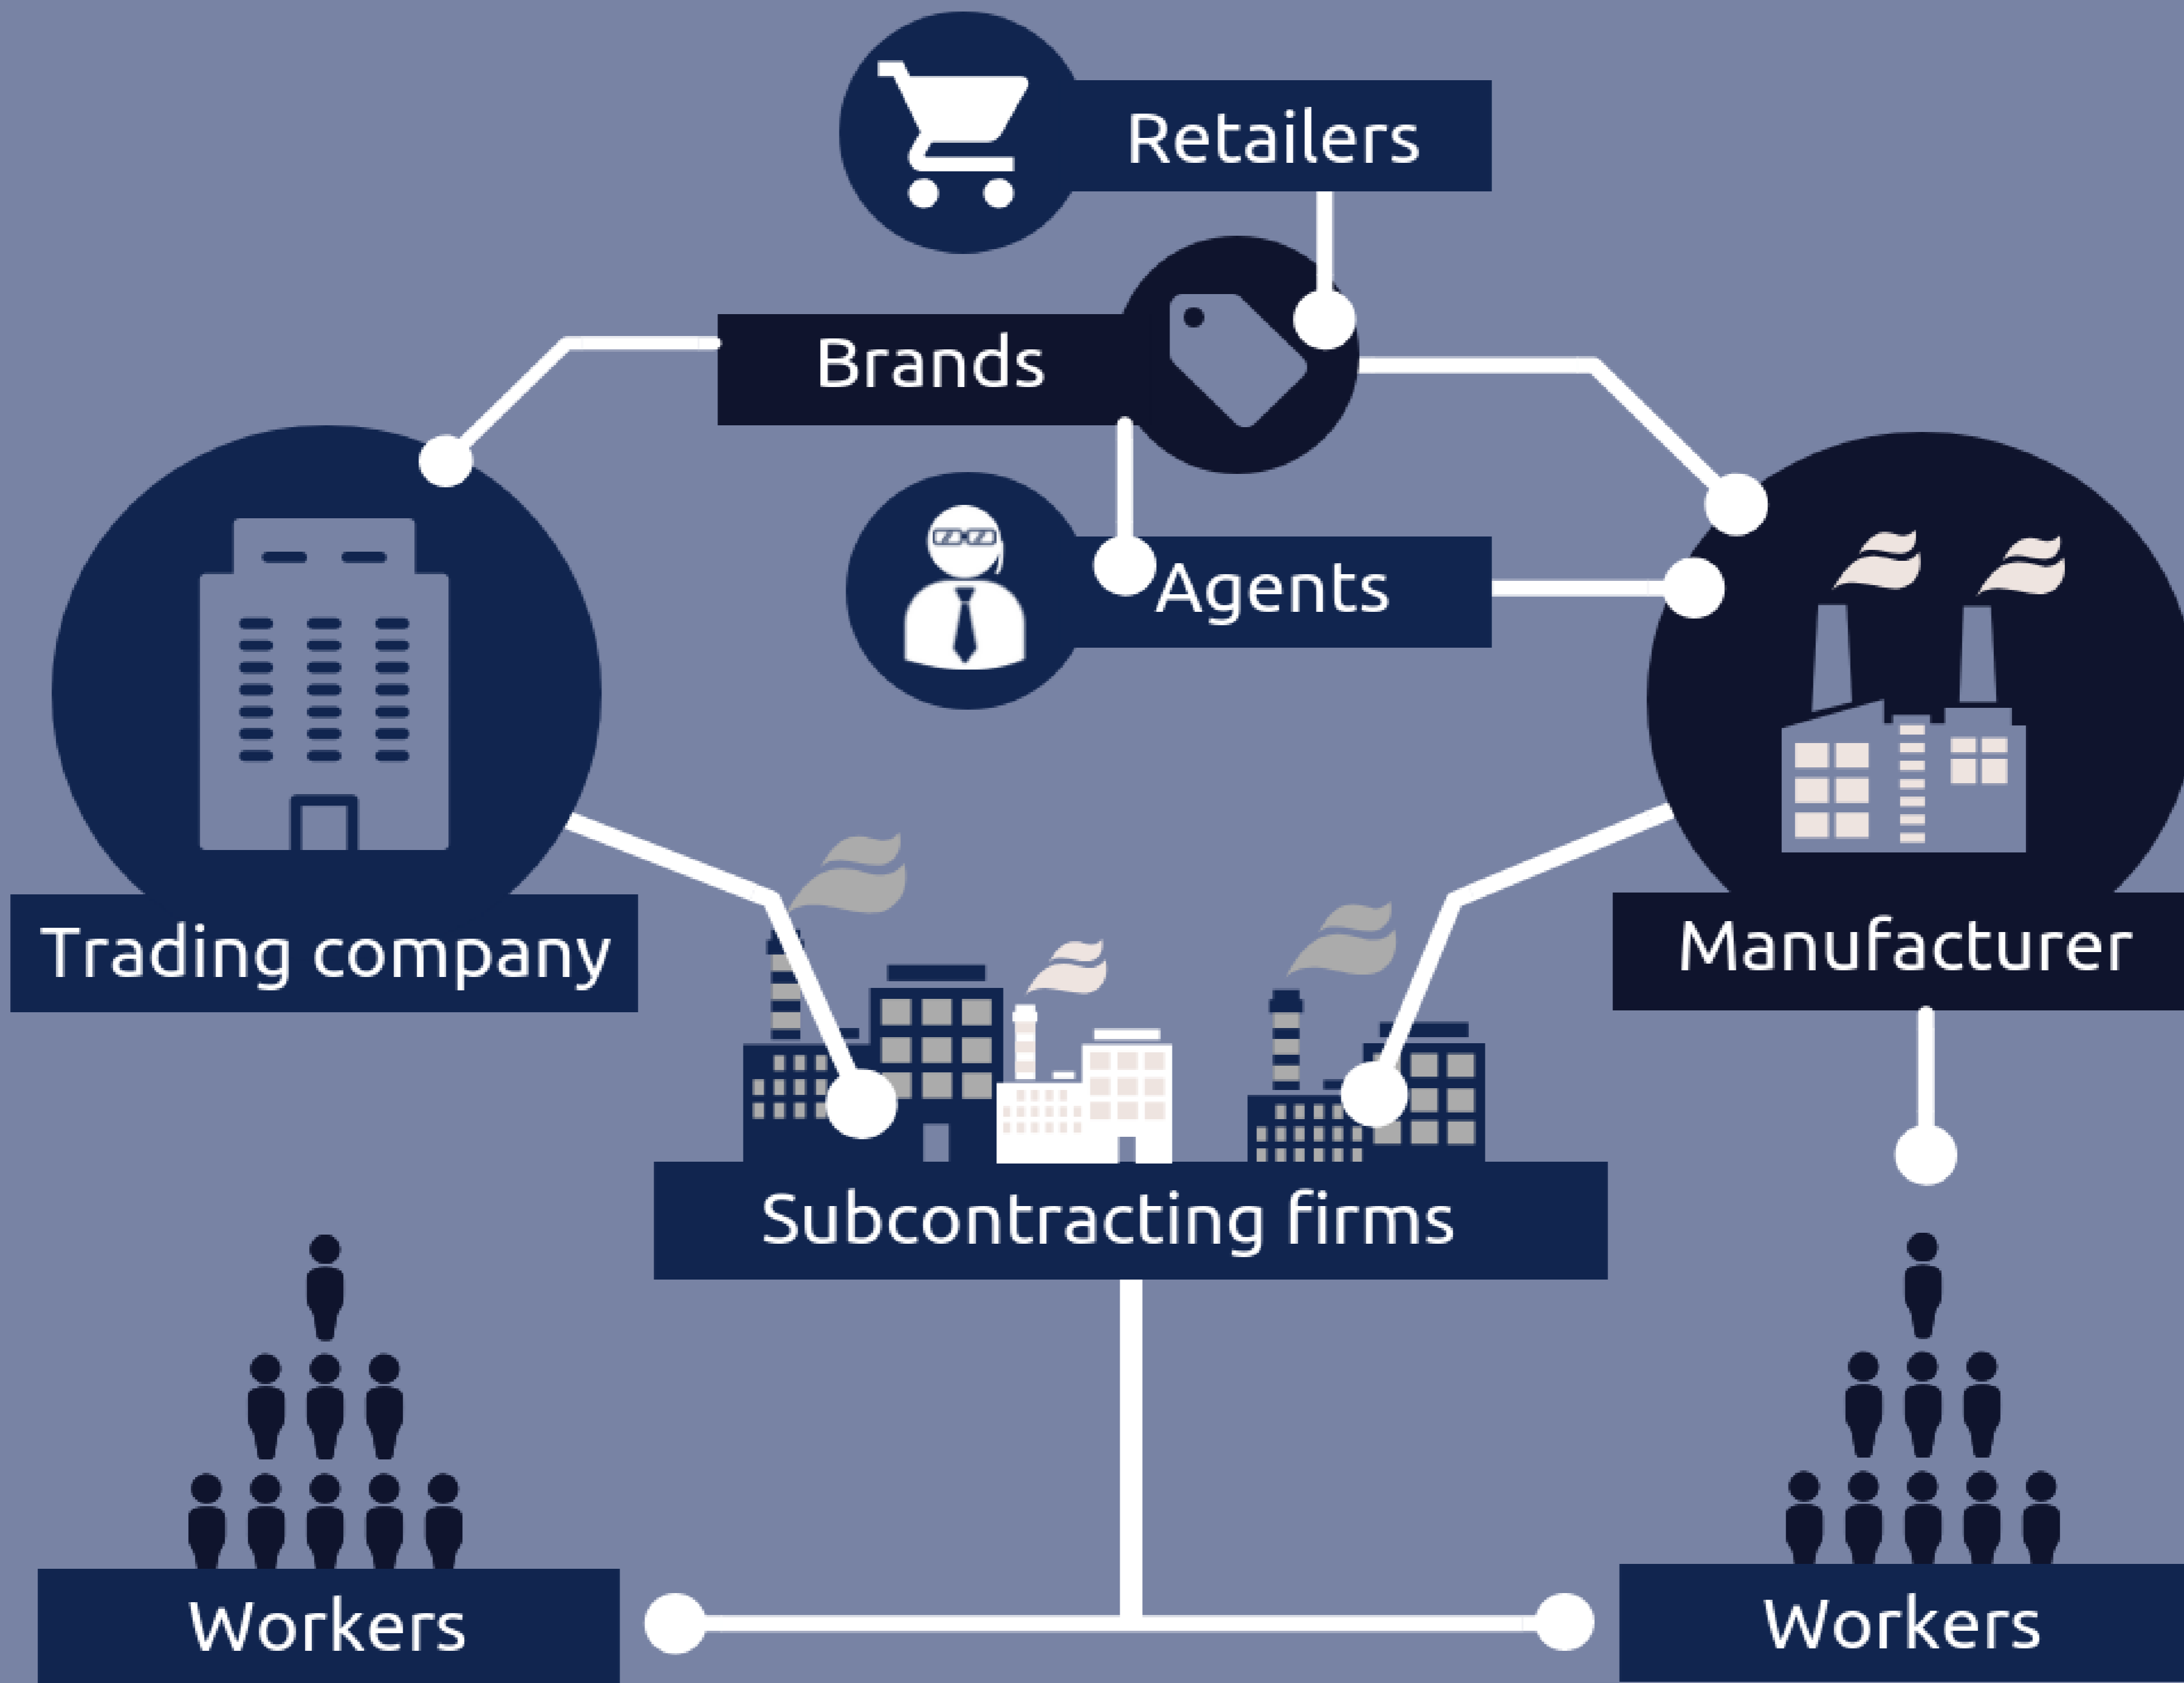 Retailers
Brands
Agents
Trading company
Manufacturer
Subcontracting firms
Workers
Workers